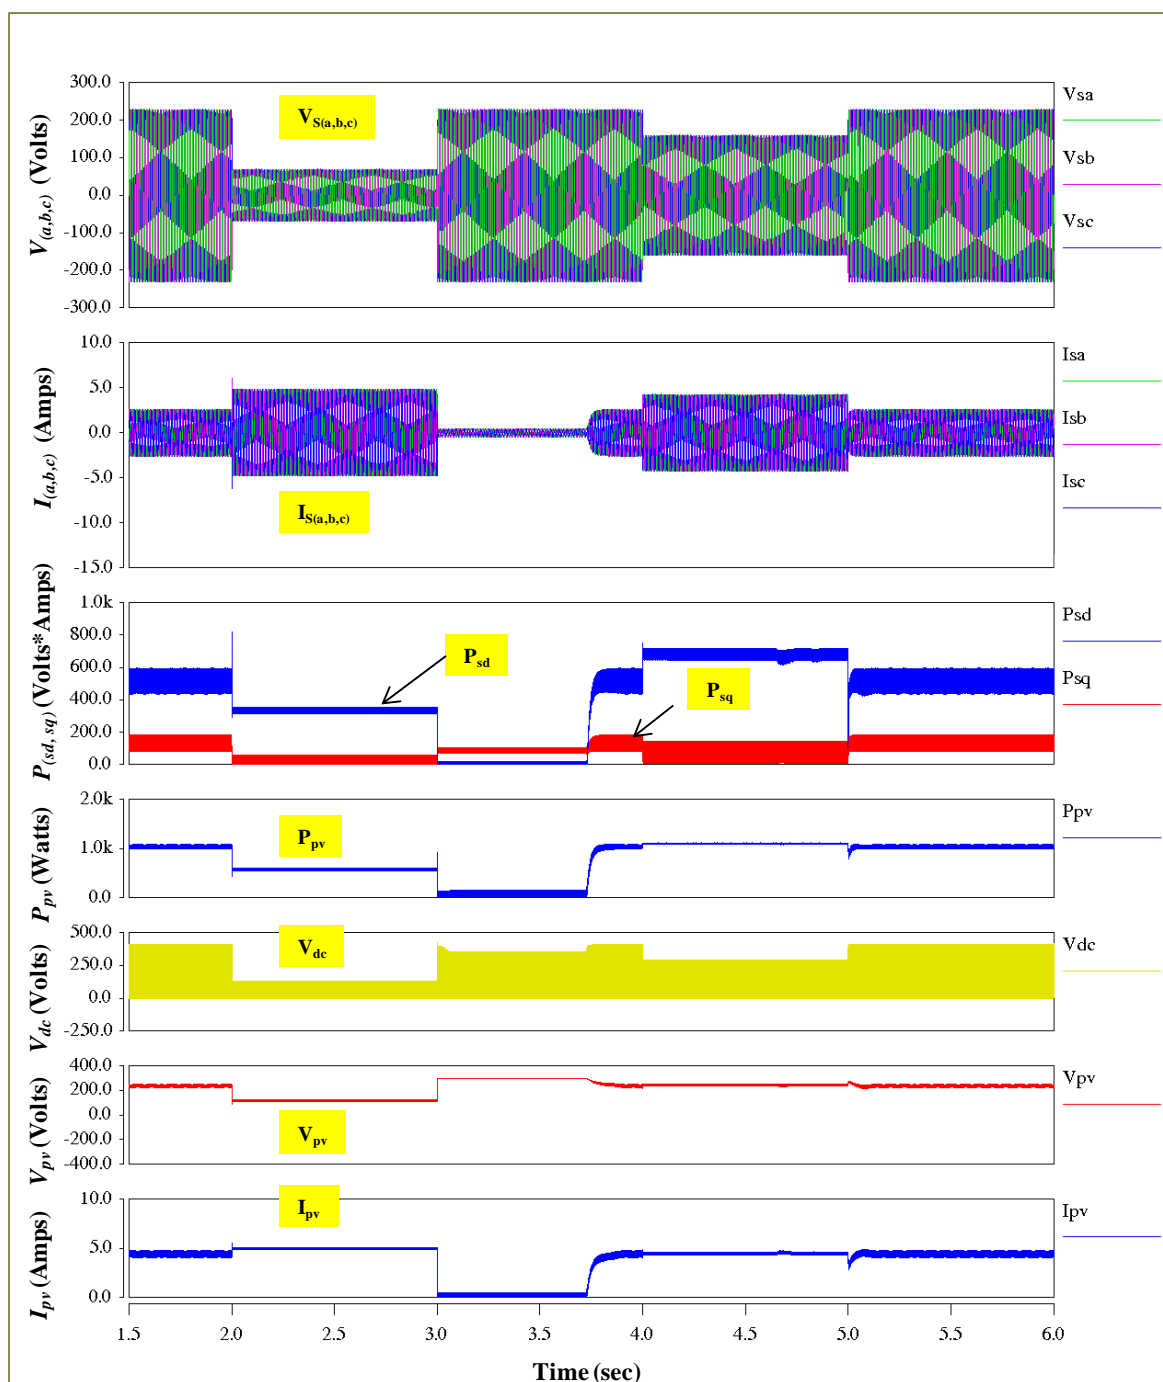 300.0
200.0
100.0
0.0
-100.0
-200.0
-300.0
V(a,b,c) (Volts)
VS(a,b,c)
Vsa
Vsb
Vsc
10.0
5.0
0.0
-5.0
-10.0
-15.0
I(a,b,c) (Amps)
IS(a,b,c)
Isa
Isb
Isc
1.0k
800.0
600.0
400.0
200.0
0.0
P(sd, sq) (Volts*Amps)
Psd
Psq
Psd
Psq
2.0k
1.0k
0.0
Ppv (Watts)
Ppv
Ppv
500.0
250.0
0.0
-250.0
Vdc (Volts)
Vdc
Vdc
400.0
200.0
0.0
-200.0
-400.0
Vpv (Volts)
Vpv
Vpv
10.0
5.0
0.0
Ipv (Amps)
Ipv
Ipv
1.5 2.0 2.5 3.0 3.5 4.0 4.5 5.0 5.5 6.0
Time (sec)